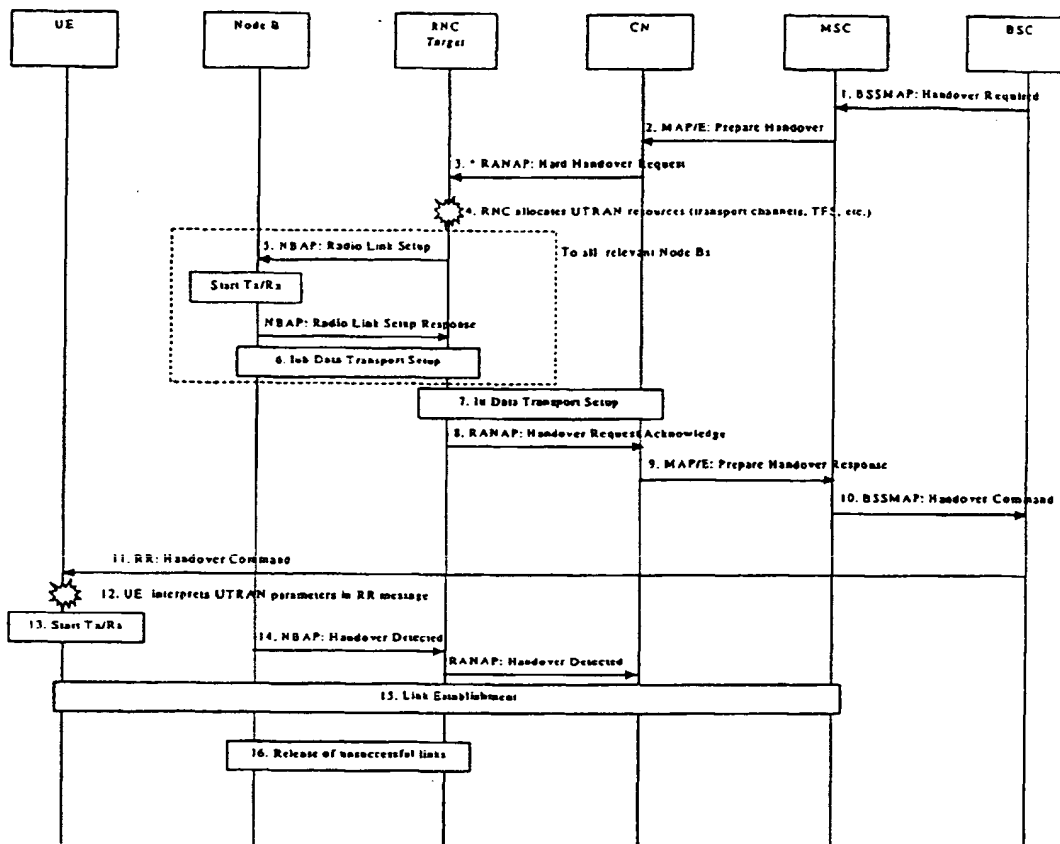 UE
Node B
RNC
Target
CN
MSC
BSC
1. BSSMAP: Handover Required
2. MAP/E: Prepare Handover
3. * RANAP: Hard Handover Request
4. RNC allocates UTRAN resources (transport channels, TFS, etc.)
5. NBAP: Radio Link Setup
To all relevant Node Bs
Start Tx/Rx
NBAP: Radio Link Setup Response
6. Iub Data Transport Setup
7. Iu Data Transport Setup
8. RANAP: Handover Request Acknowledge
9. MAP/E: Prepare Handover Response
10. BSSMAP: Handover Command
11. RR: Handover Command
12. UE interprets UTRAN parameters in RR message
13. Start Tx/Rx
14. NBAP: Handover Detected
RANAP: Handover Detected
15. Link Establishment
16. Release of unsuccessful links